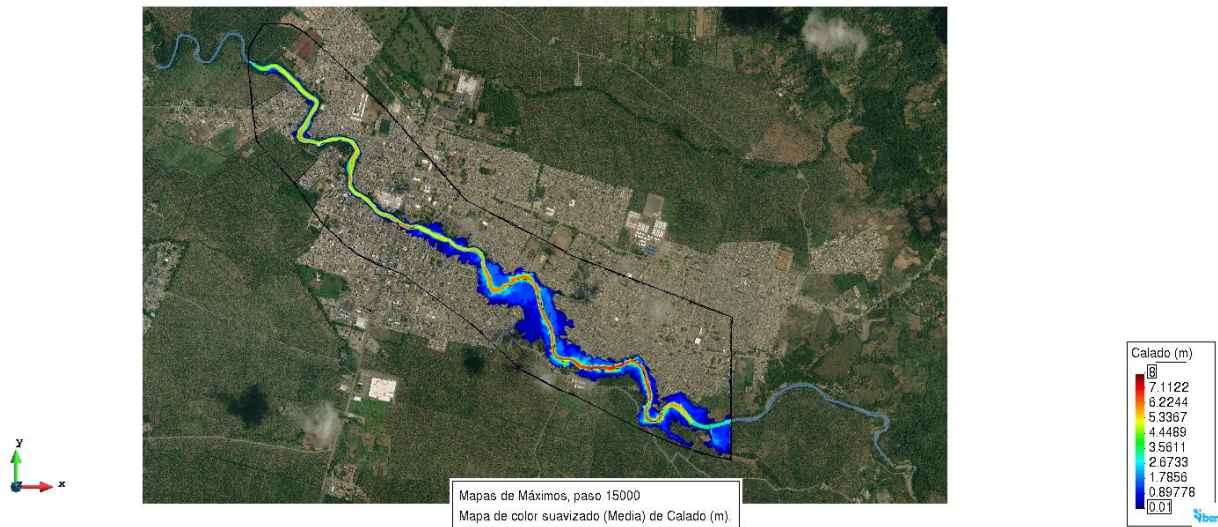 Calado (m)
8
7.1122
6.2244
5.3367
4.4489
3.5611
2.6733
1.7856
0.89778
0.01
y
z
x
Mapas de Máximos, paso 15000
Mapa de color suavizado (Media) de Calado (m).
Iber